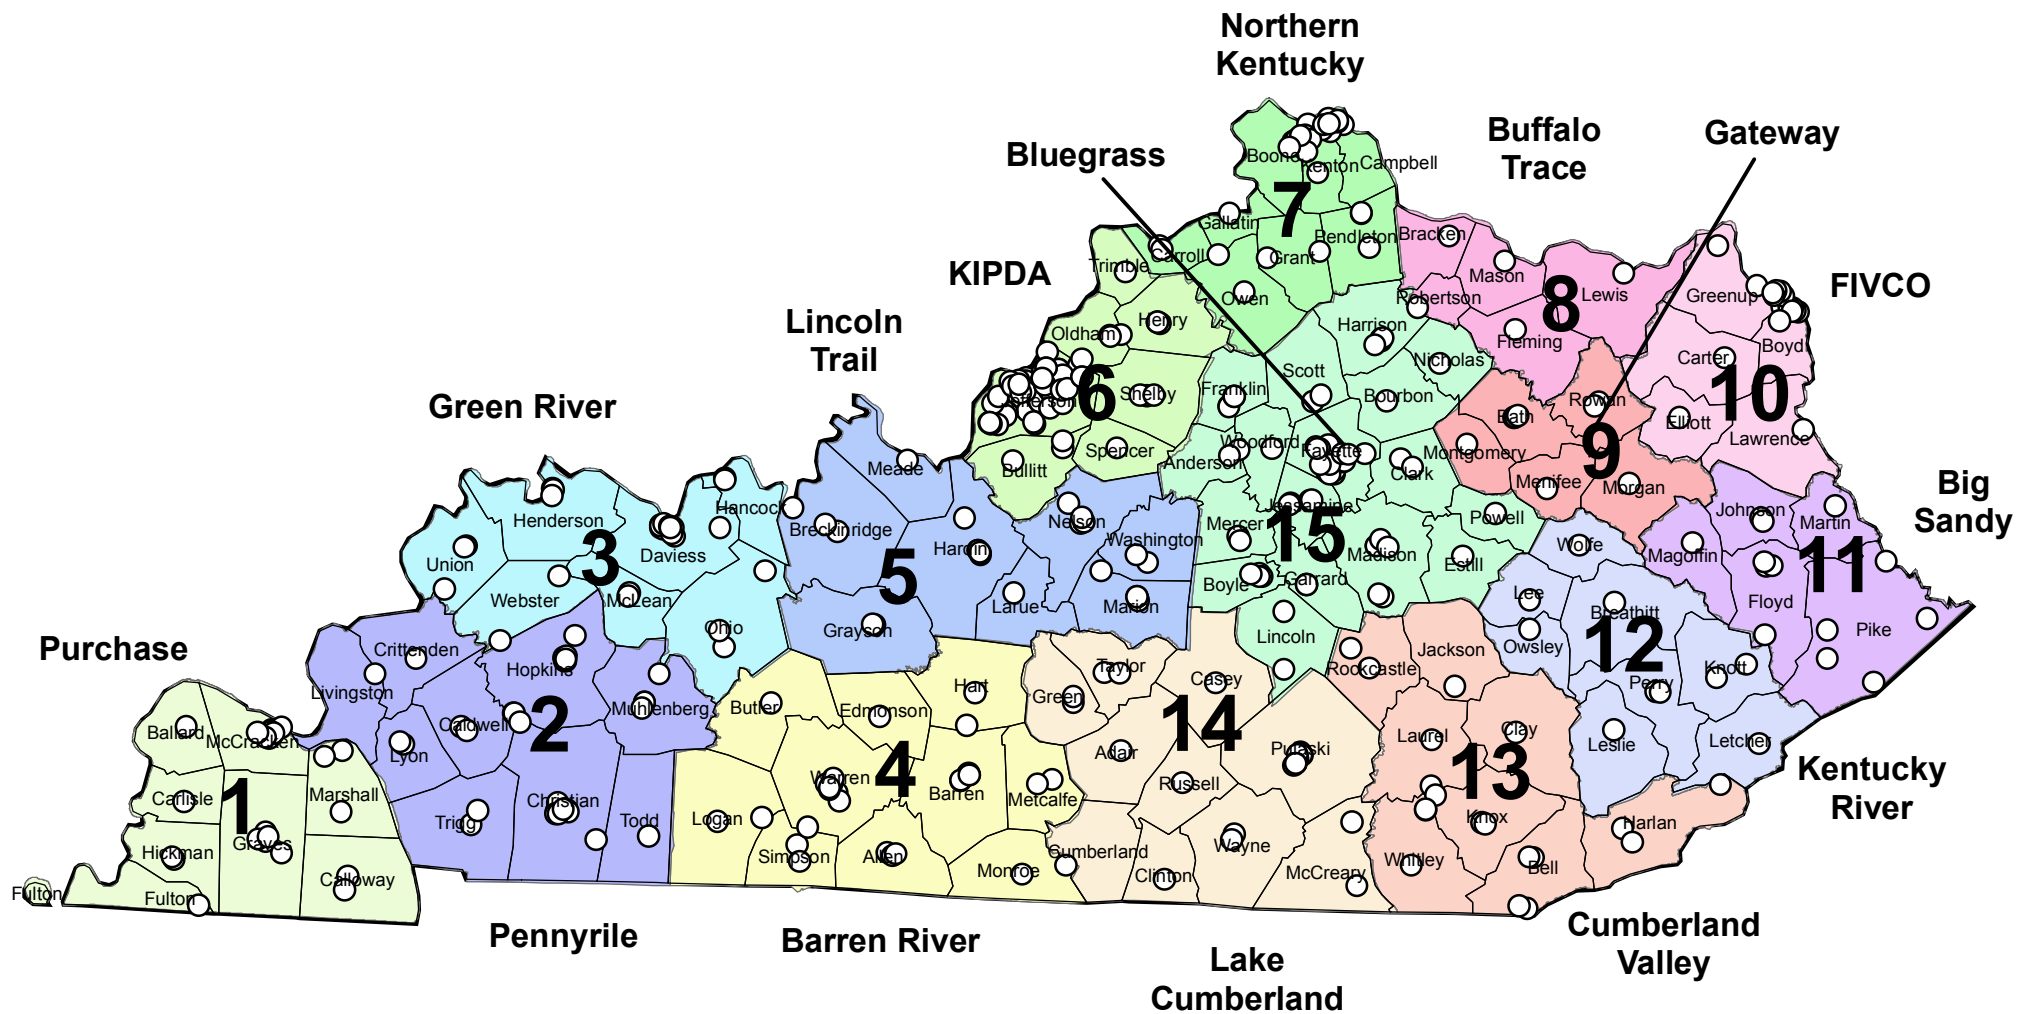 Northern
Kentucky
Buffalo
Trace
Gateway
Bluegrass
KIPDA
FIVCO
Lincoln
Trail
Green River
Big
Sandy
Purchase
Kentucky
River
Pennyrile
Barren River
Cumberland
Valley
Lake
Cumberland
Boone
Kenton
Campbell
7
Gallatin
Carroll
Grant
Pendleton
Owen
Bracken
Mason
Robertson
Lewis
8
Fleming
Greenup
Boyd
Carter
10
Elliott
Lawrence
Trimble
Henry
Oldham
Jefferson
6
Shelby
Spencer
Bullitt
Harrison
Nicholas
Scott
Franklin
Bourbon
Woodford
Fayette
Anderson
Clark
Jessamine
Mercer
15
Madison
Powell
Estill
Boyle
Garrard
Lincoln
Rowan
Bath
Montgomery
9
Menifee
Morgan
Johnson
Martin
Magoffin
11
Floyd
Pike
Meade
Breckinridge
Hardin
Nelson
Washington
5
Larue
Marion
Grayson
Henderson
Hancock
Daviess
Union
3
Webster
McLean
Ohio
Wolfe
Lee
Breathitt
Owsley
12
Knott
Perry
Leslie
Letcher
Crittenden
Livingston
Hopkins
Caldwell
Muhlenberg
2
Lyon
Christian
Trigg
Todd
Ballard
McCracken
Carlisle
1
Marshall
Graves
Hickman
Calloway
Fulton
Fulton
Butler
Edmonson
Hart
Warren
4
Barren
Metcalfe
Logan
Simpson
Allen
Monroe
Taylor
Green
Casey
14
Adair
Pulaski
Russell
Cumberland
Wayne
Clinton
McCreary
Rockcastle
Jackson
Laurel
Clay
13
Knox
Harlan
Whitley
Bell